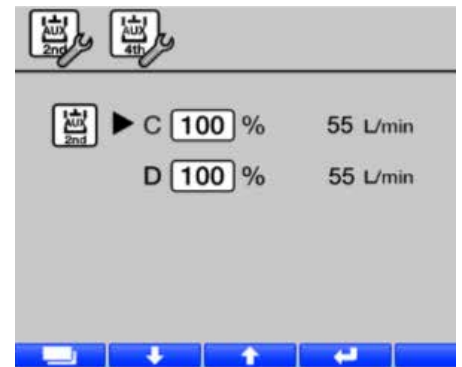 AUX AUX
2nd 4th
AUX C 100 % 55 L/min
2nd
D 100 % 55 L/min